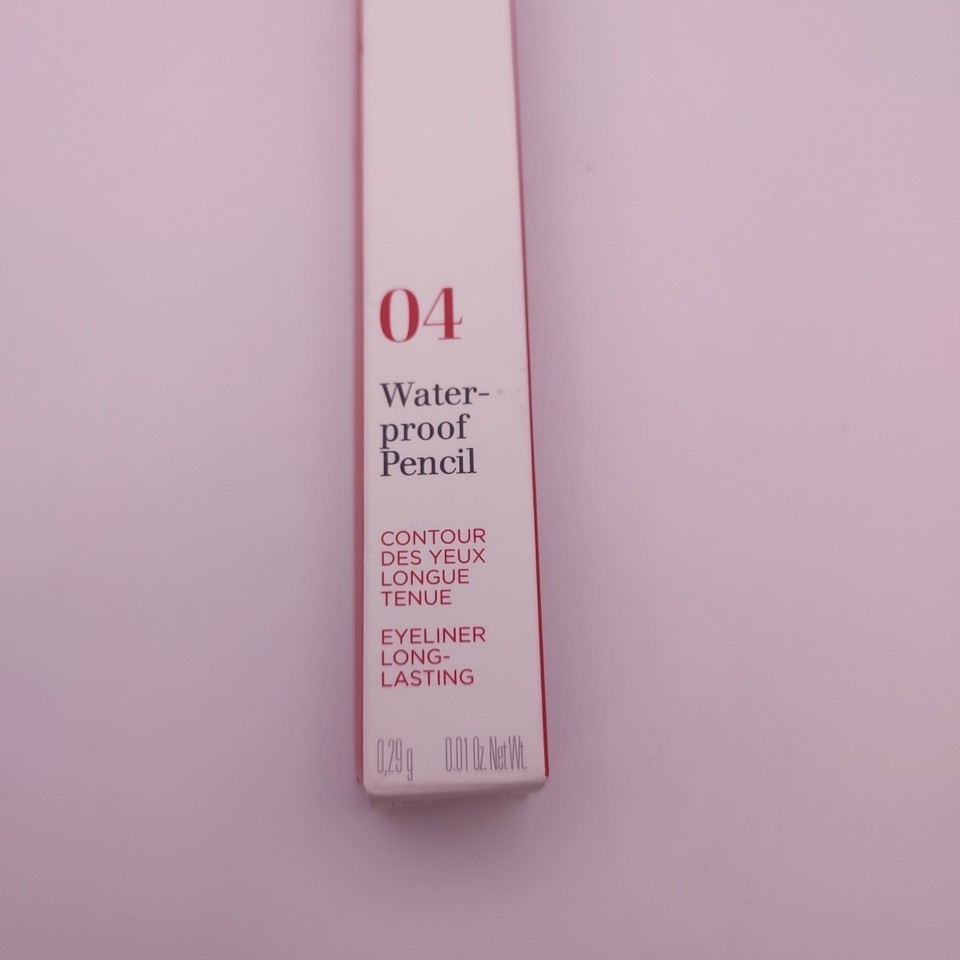 04
Water-
proof
Pencil
CONTOUR
DES YEUX
LONGUE
TENUE
EYELINER
LONG-
LASTING
0,29 g 0.01 Oz. Net Wt.